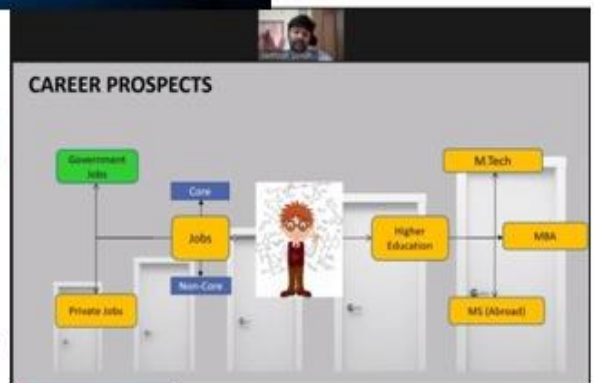 CAREER PROSPECTS
Government
Jobs
Core
Jobs
Non-Core
Private Jobs
Higher
Education
M.Tech
MBA
MS (Abroad)